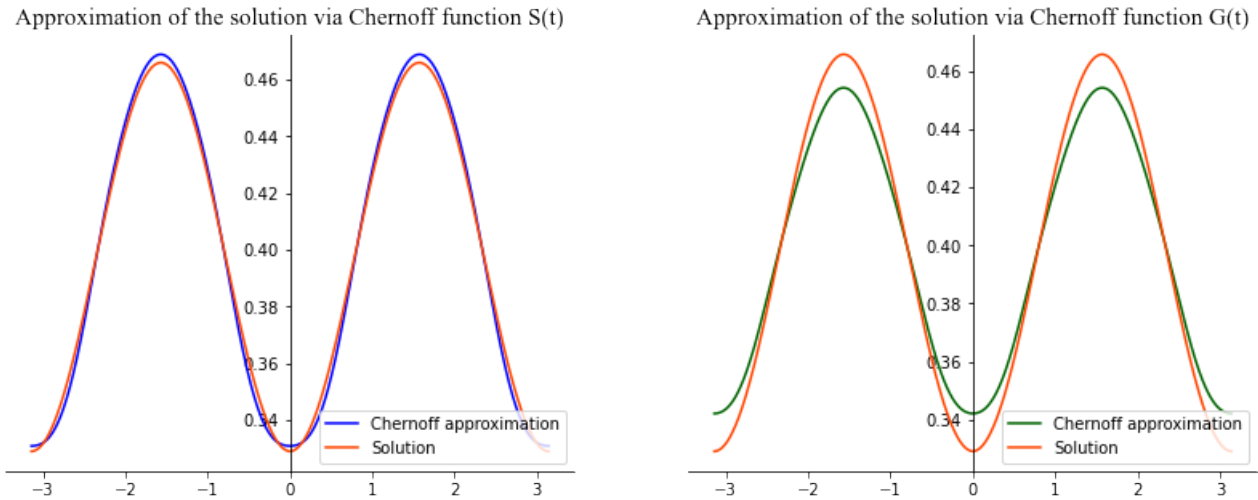 Approximation of the solution via Chernoff function S(t)
0.46
0.44
0.42
0.40
0.38
0.36
0.34
Chernoff approximation
Solution
−3 −2 −1 0 1 2 3
Approximation of the solution via Chernoff function G(t)
0.46
0.44
0.42
0.40
0.38
0.36
0.34
Chernoff approximation
Solution
−3 −2 −1 0 1 2 3